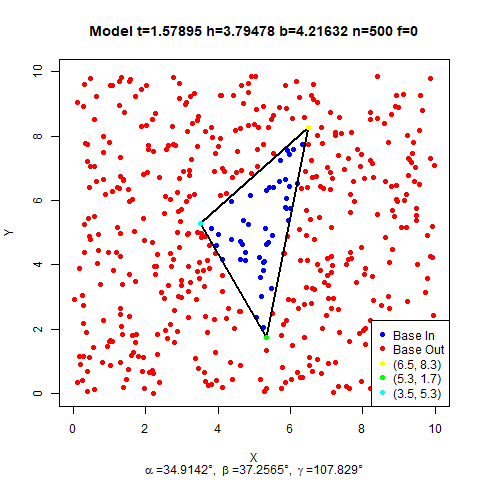 Model t=1.57895 h=3.79478 b=4.21632 n=500 f=0
10
8
6
4
2
0
Y
0 2 4 6 8 10
X
α=34.9142°, β=37.2565°, γ=107.829°
Base In
Base Out
(6.5, 8.3)
(5.3, 1.7)
(3.5, 5.3)